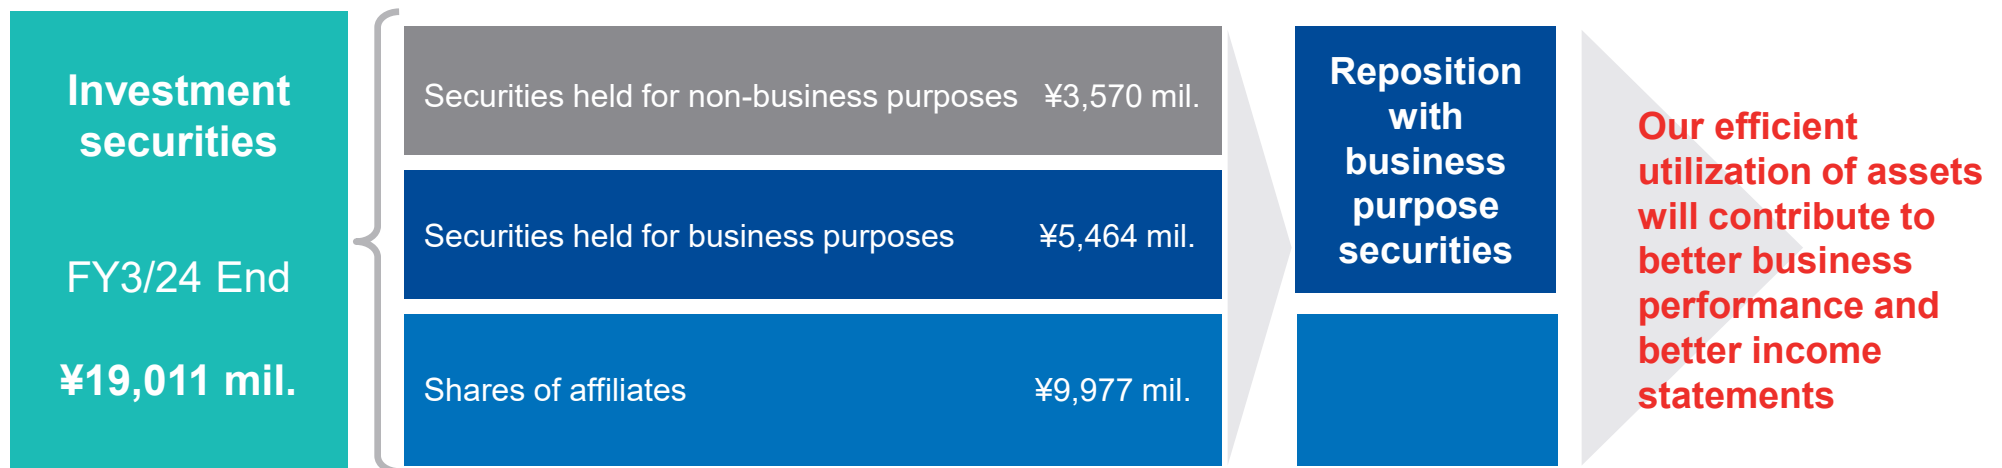 Investment
securities
FY3/24 End
¥19,011 mil.
Securities held for non-business purposes ¥3,570 mil.
Securities held for business purposes ¥5,464 mil.
Shares of affiliates ¥9,977 mil.
Reposition
with
business
purpose
securities
Our efficient
utilization of assets
will contribute to
better business
performance and
better income
statements